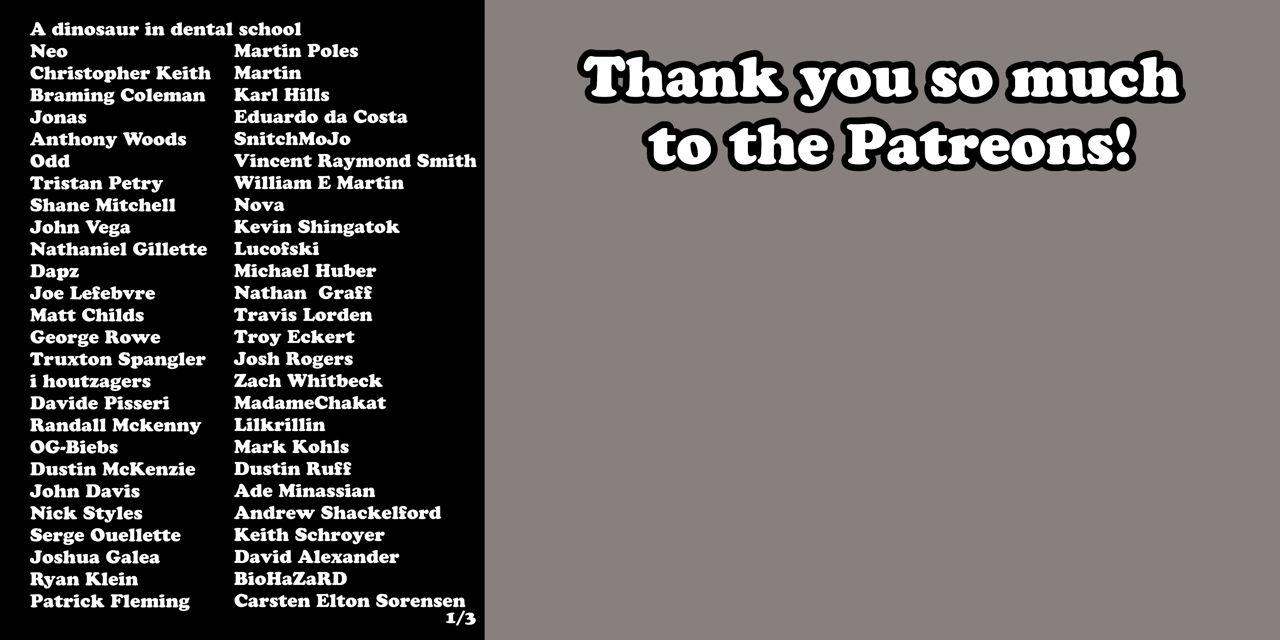 A dinosaur in dental school
Neo
Christopher Keith
Braming Coleman
Jonas
Anthony Woods
Odd
Tristan Petry
Shane Mitchell
John Vega
Nathaniel Gillette
Dapz
Joe Lefebvre
Matt Childs
George Rowe
Truxton Spangler
i houtzagers
Davide Pisseri
Randall Mckenny
OG-Biebs
Dustin McKenzie
John Davis
Nick Styles
Serge Ouellette
Joshua Galea
Ryan Klein
Patrick Fleming
Martin Poles
Martin
Karl Hills
Eduardo da Costa
SnitchMoJo
Vincent Raymond Smith
William E Martin
Nova
Kevin Shingatok
Lucofski
Michael Huber
Nathan  Graff
Travis Lorden
Troy Eckert
Josh Rogers
Zach Whitbeck
MadameChakat
Lilkrillin
Mark Kohls
Dustin Ruff
Ade Minassian
Andrew Shackelford
Keith Schroyer
David Alexander
BioHaZaRD
Carsten Elton Sorensen
1/3
Thank you so much
to the Patreons!